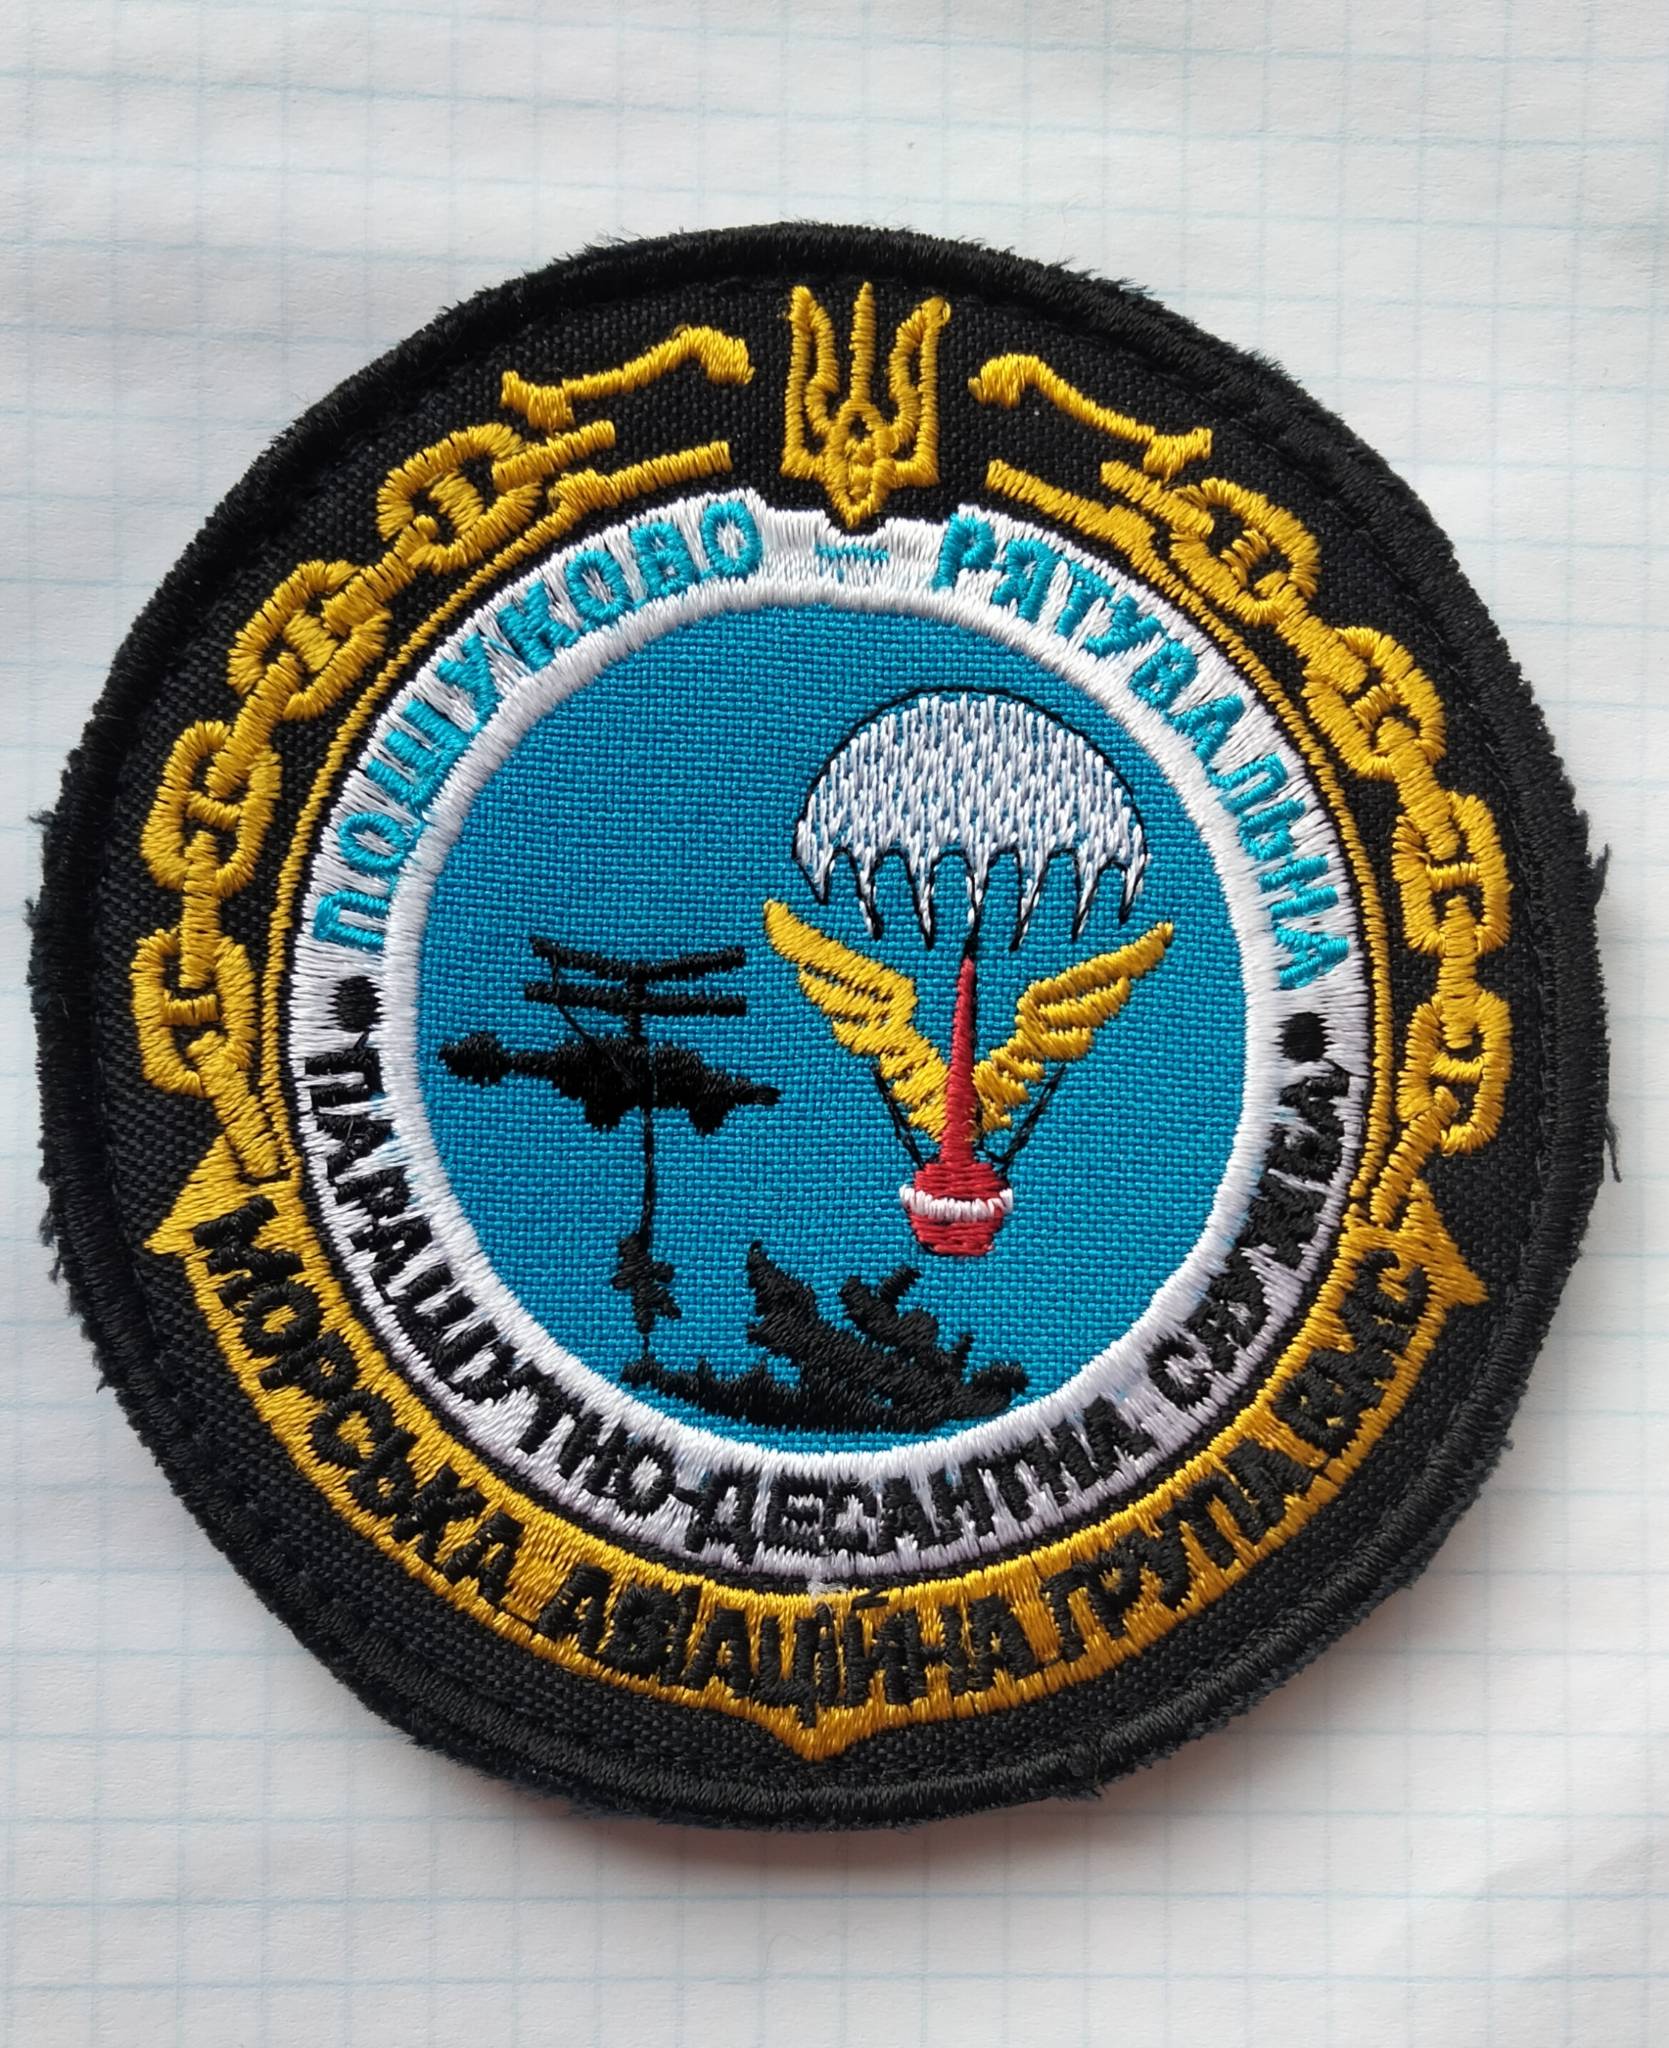 ПОШУКОВО - РЯТУВАЛЬНА
ПАРАШУТНО-ДЕСАНТНА СЛУЖБА
МОРСЬКА АВІАЦІЙНА ГРУПА ВМС